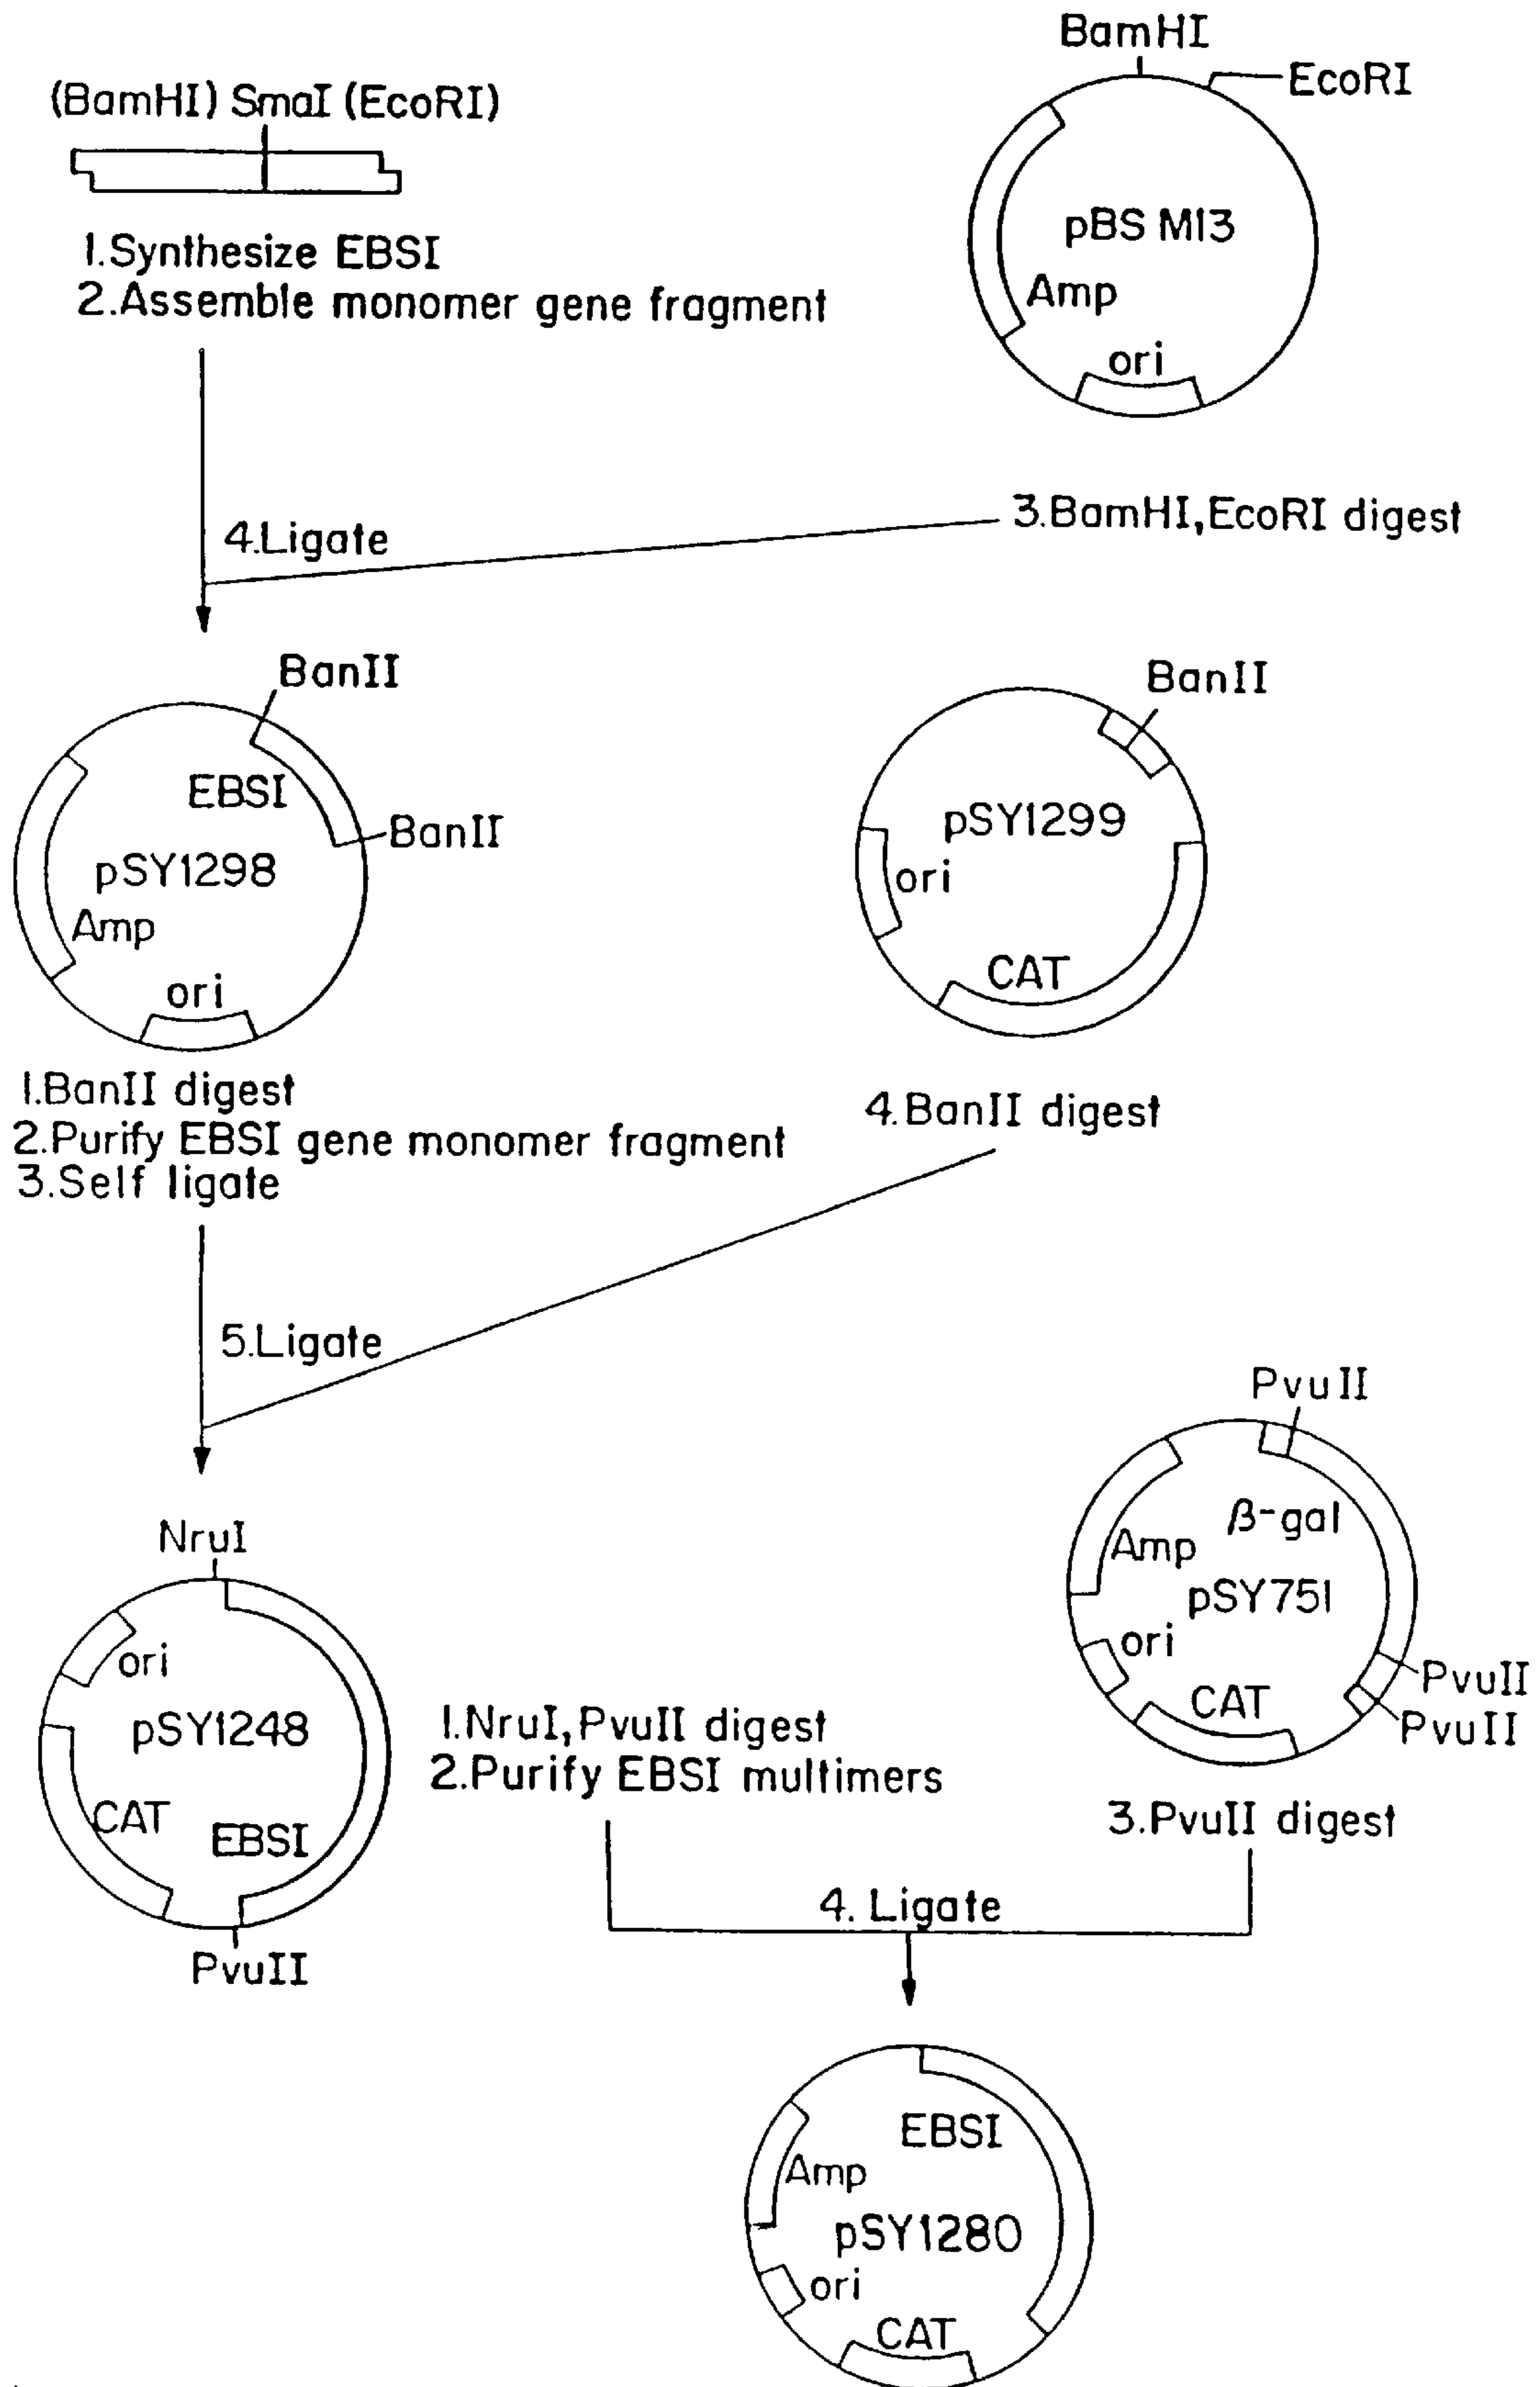 BamHI
EcoRI
(BamHI) SmaI (EcoRI)
pBS M13
Amp
ori
1.Synthesize EBSI
2.Assemble monomer gene fragment
3.BamHI,EcoRI digest
4.Ligate
BanII
EBSI
BanII
pSY1298
Amp
ori
BanII
pSY1299
ori
CAT
1.BanII digest
2.Purify EBSI gene monomer fragment
3.Self ligate
4.BanII digest
5.Ligate
NruI
ori
pSY1248
CAT
EBSI
PvuII
PvuII
β-gal
Amp
pSY751
ori
CAT
PvuII
PvuII
1.NruI,PvuII digest
2.Purify EBSI multimers
3.PvuII digest
4. Ligate
EBSI
Amp
pSY1280
ori
CAT